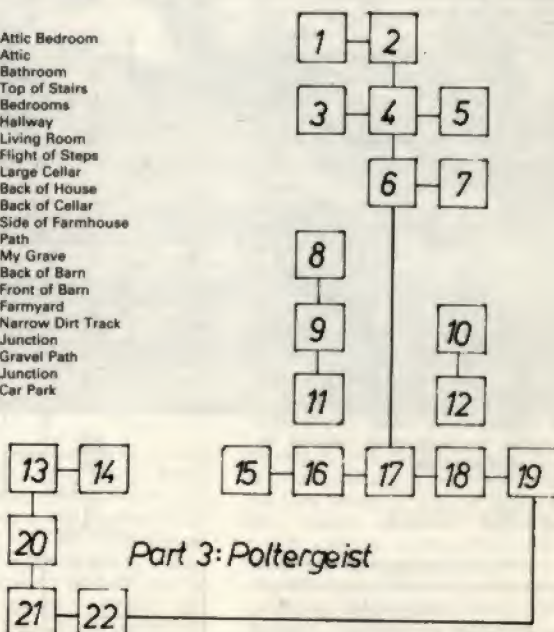 Attic Bedroom
Attic
Bathroom
Top of Stairs
Bedrooms
Hallway
Living Room
Flight of Steps
Large Cellar
Back of House
Back of Cellar
Side of Farmhouse
Path
My Grave
Back of Barn
Front of Barn
Farmyard
Narrow Dirt Track
Junction
Gravel Path
Junction
Car Park
1 2
3 4 5
6 7
8
9 10
11 12
13 14 15 16 17 18 19
20
Part 3: Poltergeist
21 22